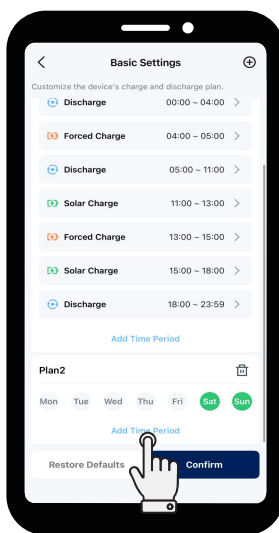 Basic Settings
Customize the device's charge and discharge plan.
Discharge 00:00 ~ 04:00
Forced Charge 04:00 ~ 05:00
Discharge 05:00 ~ 11:00
Solar Charge 11:00 ~ 13:00
Forced Charge 13:00 ~ 15:00
Solar Charge 15:00 ~ 18:00
Discharge 18:00 ~ 23:59
Add Time Period
Plan2
Mon Tue Wed Thu Fri Sat Sun
Add Time Period
Restore Defaults Confirm